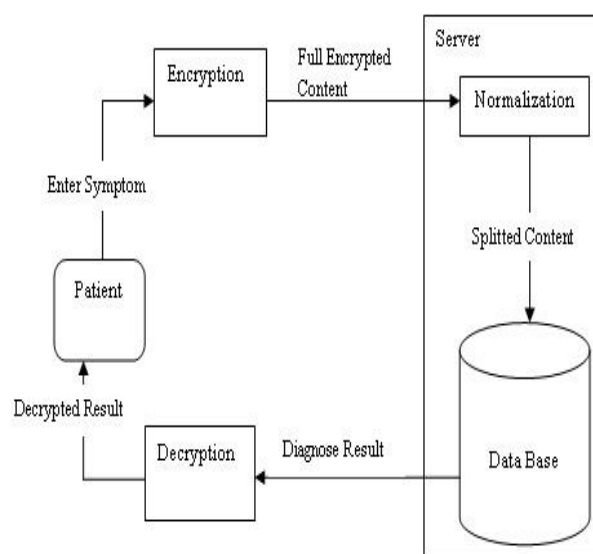 Server
Encryption
Full Encrypted
Content
Normalization
Enter Symptom
Splitted Content
Patient
Decrypted Result
Decryption
Diagnose Result
Data Base